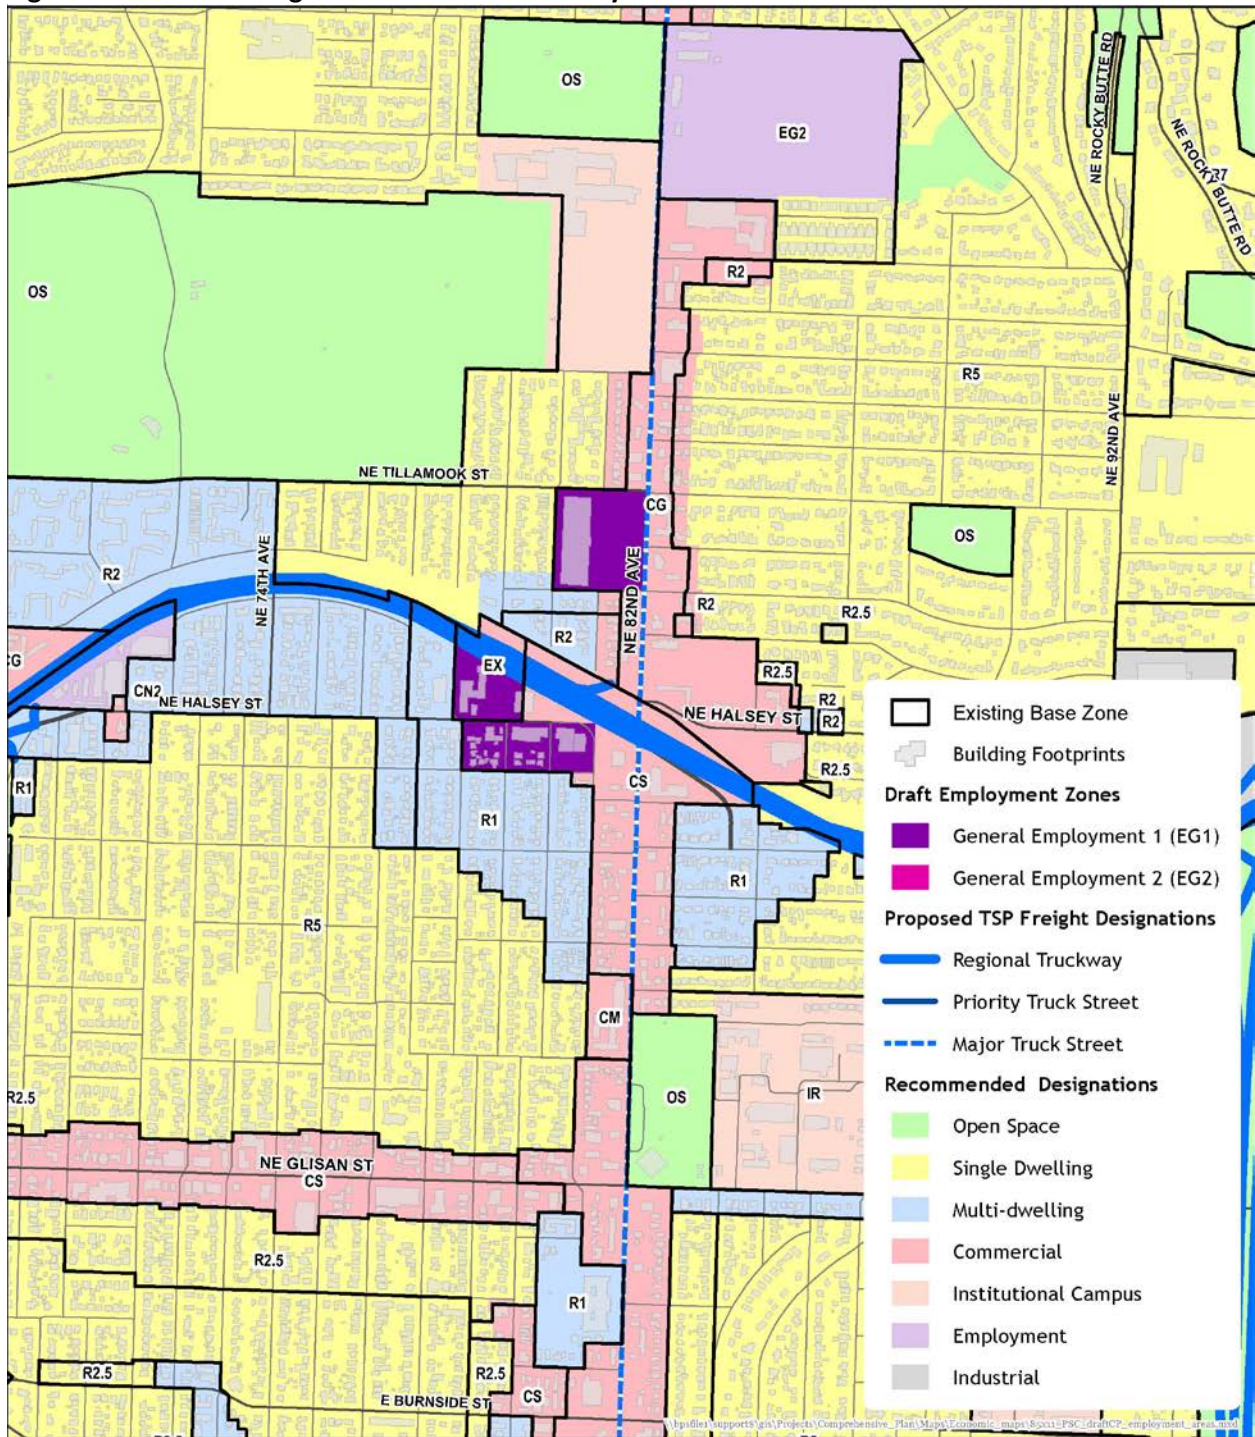 OS
EG2
NE ROCKY BUTTE RD
NE ROCKY BUTTE RD
OS
R2
R5
NE 92ND AVE
NE TILLAMOOK ST
CG
OS
NE 74TH AVE
R2
NE 82ND AVE
R2
R2.5
R2
EX
CG
R2.5
CN2
R2
NE HALSEY ST
NE HALSEY ST
R2
R2.5
CS
R1
R1
R1
R5
CM
OS
IR
R2.5
NE GLISAN ST
CS
R2.5
R1
R2.5
R2.5
CS
E BURNSIDE ST
Existing Base Zone
Building Footprints
Draft Employment Zones
General Employment 1 (EG1)
General Employment 2 (EG2)
Proposed TSP Freight Designations
Regional Truckway
Priority Truck Street
Major Truck Street
Recommended Designations
Open Space
Single Dwelling
Multi-dwelling
Commercial
Institutional Campus
Employment
Industrial